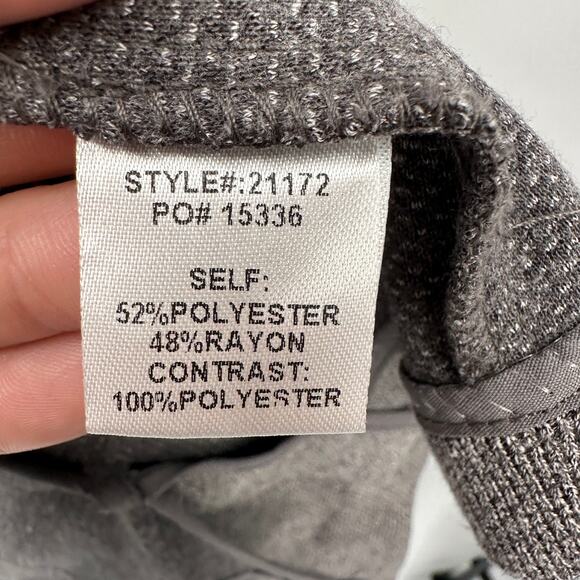 STYLE#:21172
PO# 15336
SELF:
52%POLYESTER
48%RAYON
CONTRAST:
100%POLYESTER